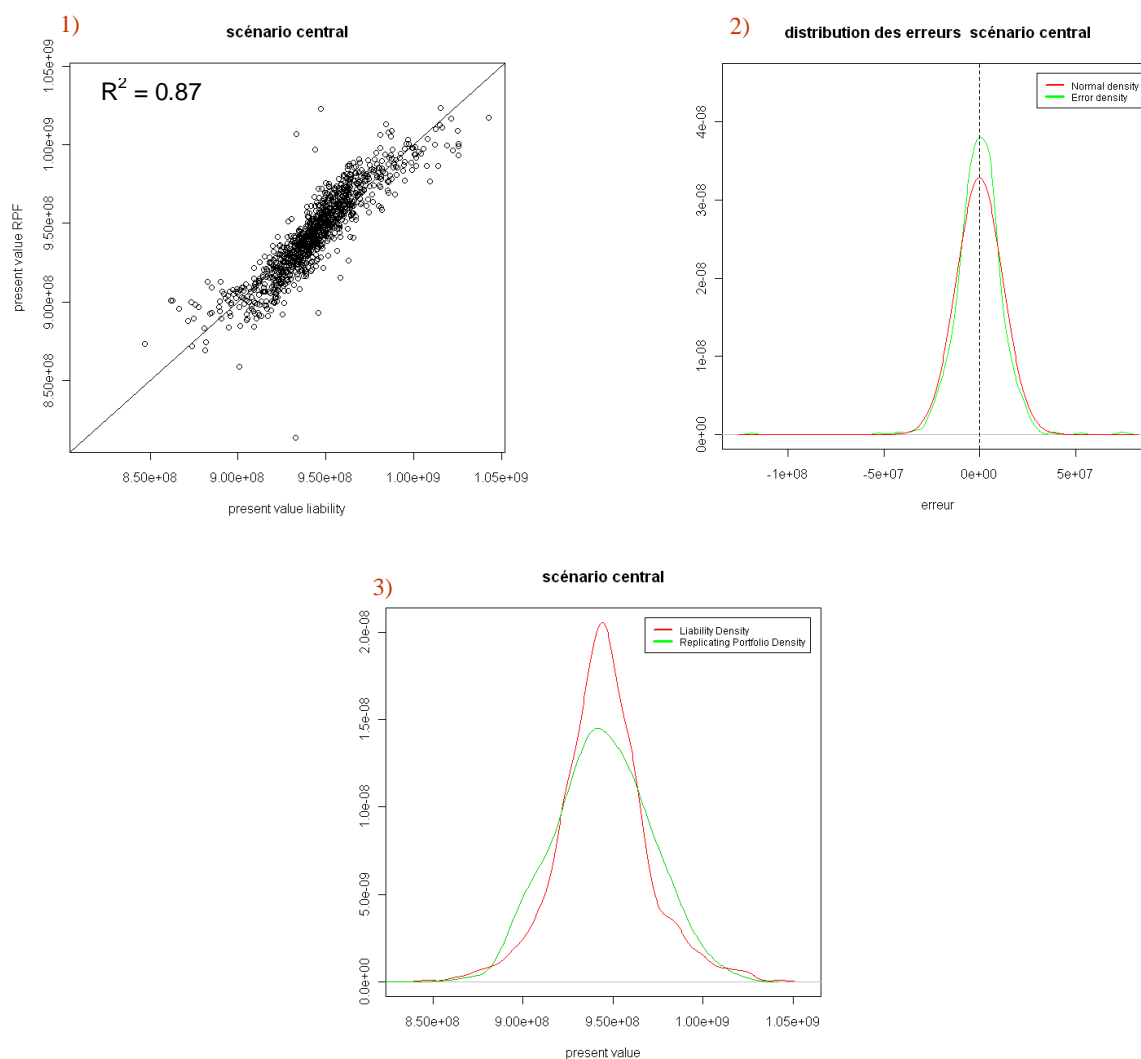 1)
scénario central
R² = 0.87
present value RPF
1.05e+09
1.00e+09
9.50e+08
9.00e+08
8.50e+08
8.50e+08 9.00e+08 9.50e+08 1.00e+09 1.05e+09
present value liability
2)
distribution des erreurs scénario central
Normal density
Error density
4e-08
3e-08
2e-08
1e-08
0e+00
-1e+08 -5e+07 0e+00 5e+07
erreur
3)
scénario central
Liability Density
Replicating Portfolio Density
2.0e-08
1.5e-08
1.0e-08
5.0e-09
0.0e+00
8.50e+08 9.00e+08 9.50e+08 1.00e+09 1.05e+09
present value